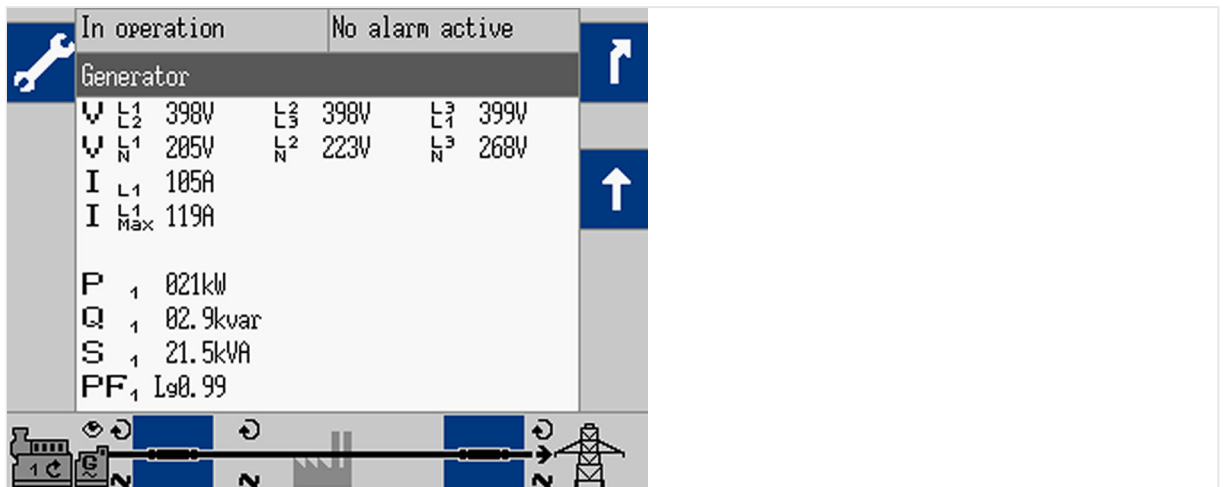 In operation No alarm active
Generator
V L1 L2 398V L2 L3 398V L3 L1 399V
V L1 N 205V L2 N 223V L3 N 268V
I L1 105A
I L1 Max 119A
P 1 021kW
Q 1 02.9kvar
S 1 21.5kVA
PF 1 Lg0.99
1 G
N N N